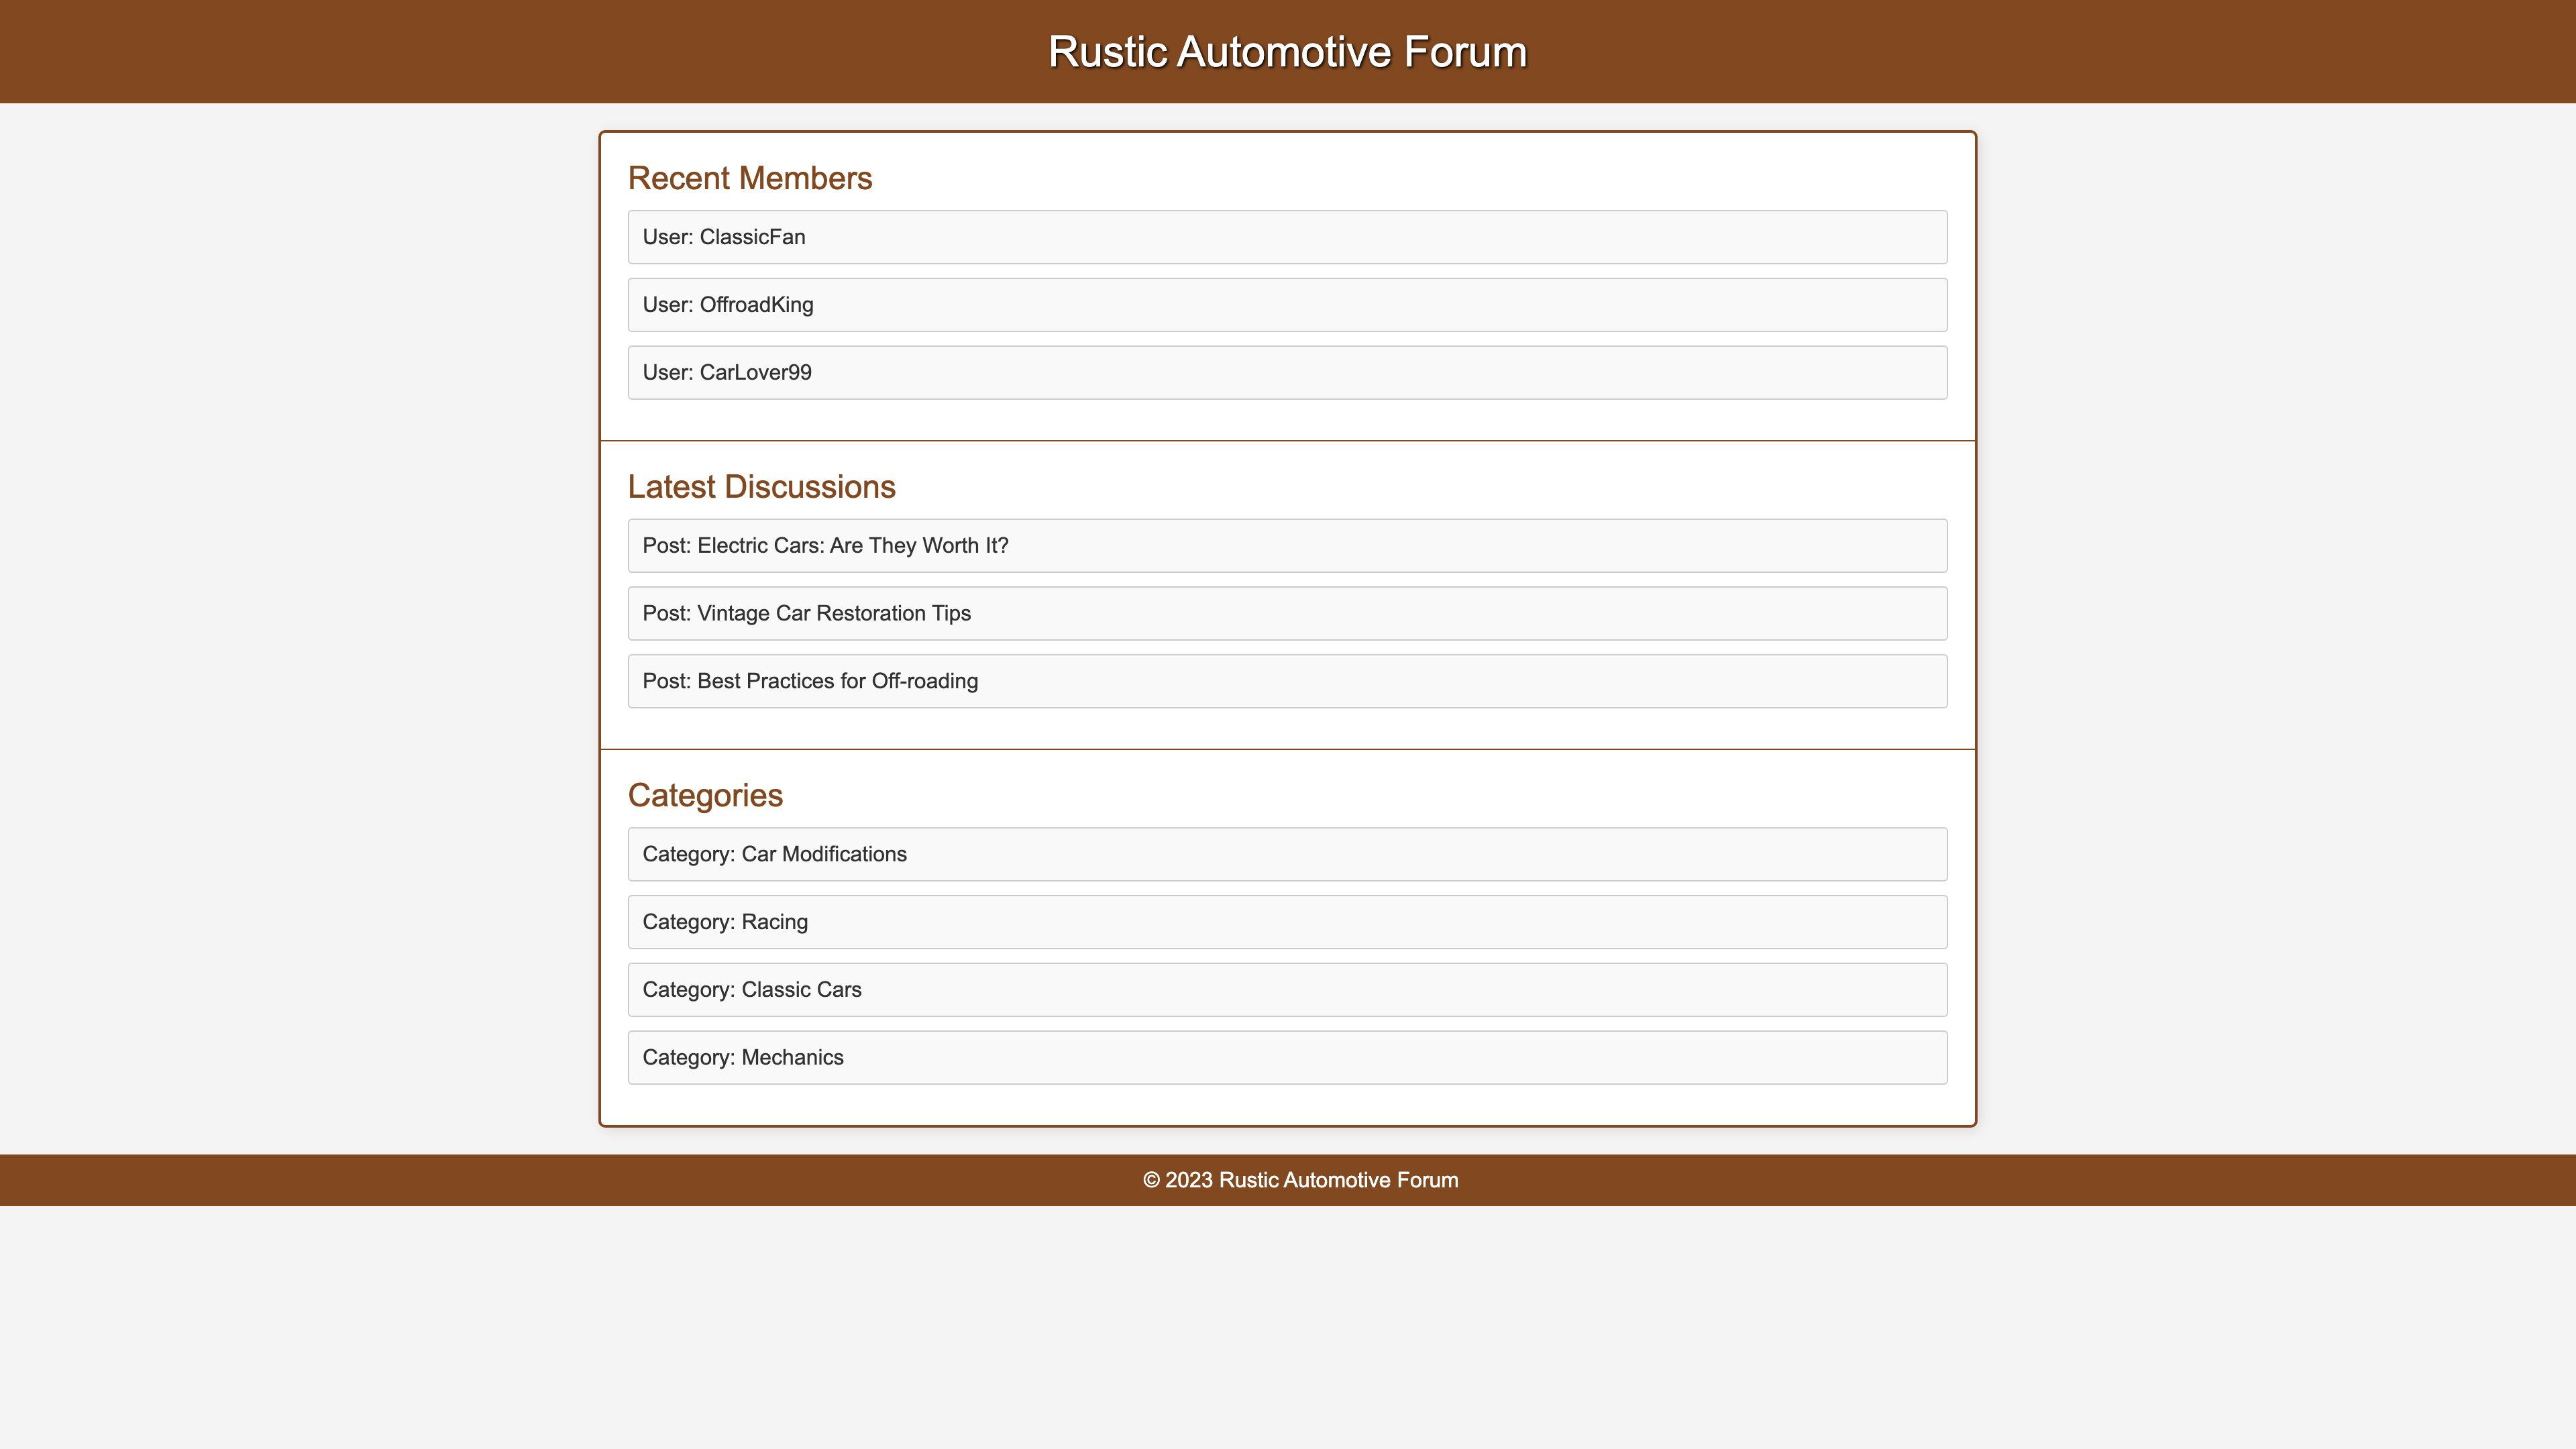 Rustic Automotive Forum
Recent Members
User: ClassicFan
User: OffroadKing
User: CarLover99
Latest Discussions
Post: Electric Cars: Are They Worth It?
Post: Vintage Car Restoration Tips
Post: Best Practices for Off-roading
Categories
Category: Car Modifications
Category: Racing
Category: Classic Cars
Category: Mechanics
© 2023 Rustic Automotive Forum